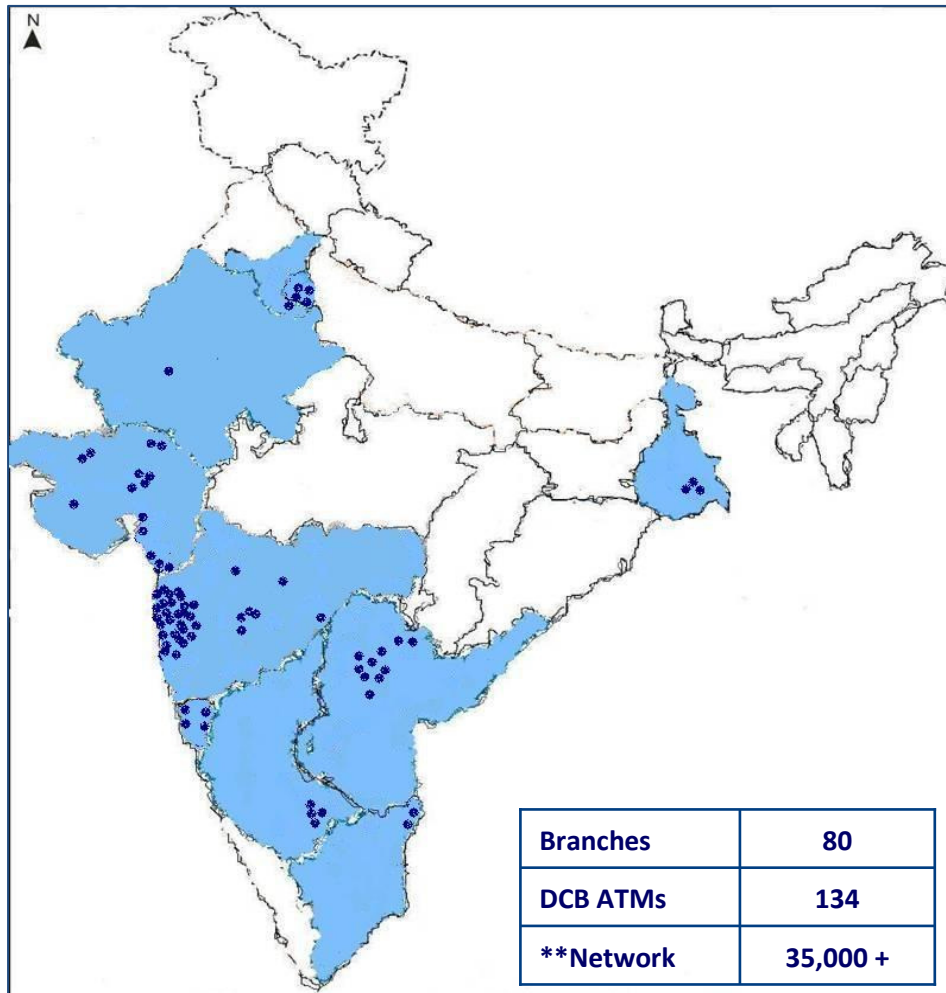 N
Branches 80
DCB ATMs 134
**Network 35,000 +